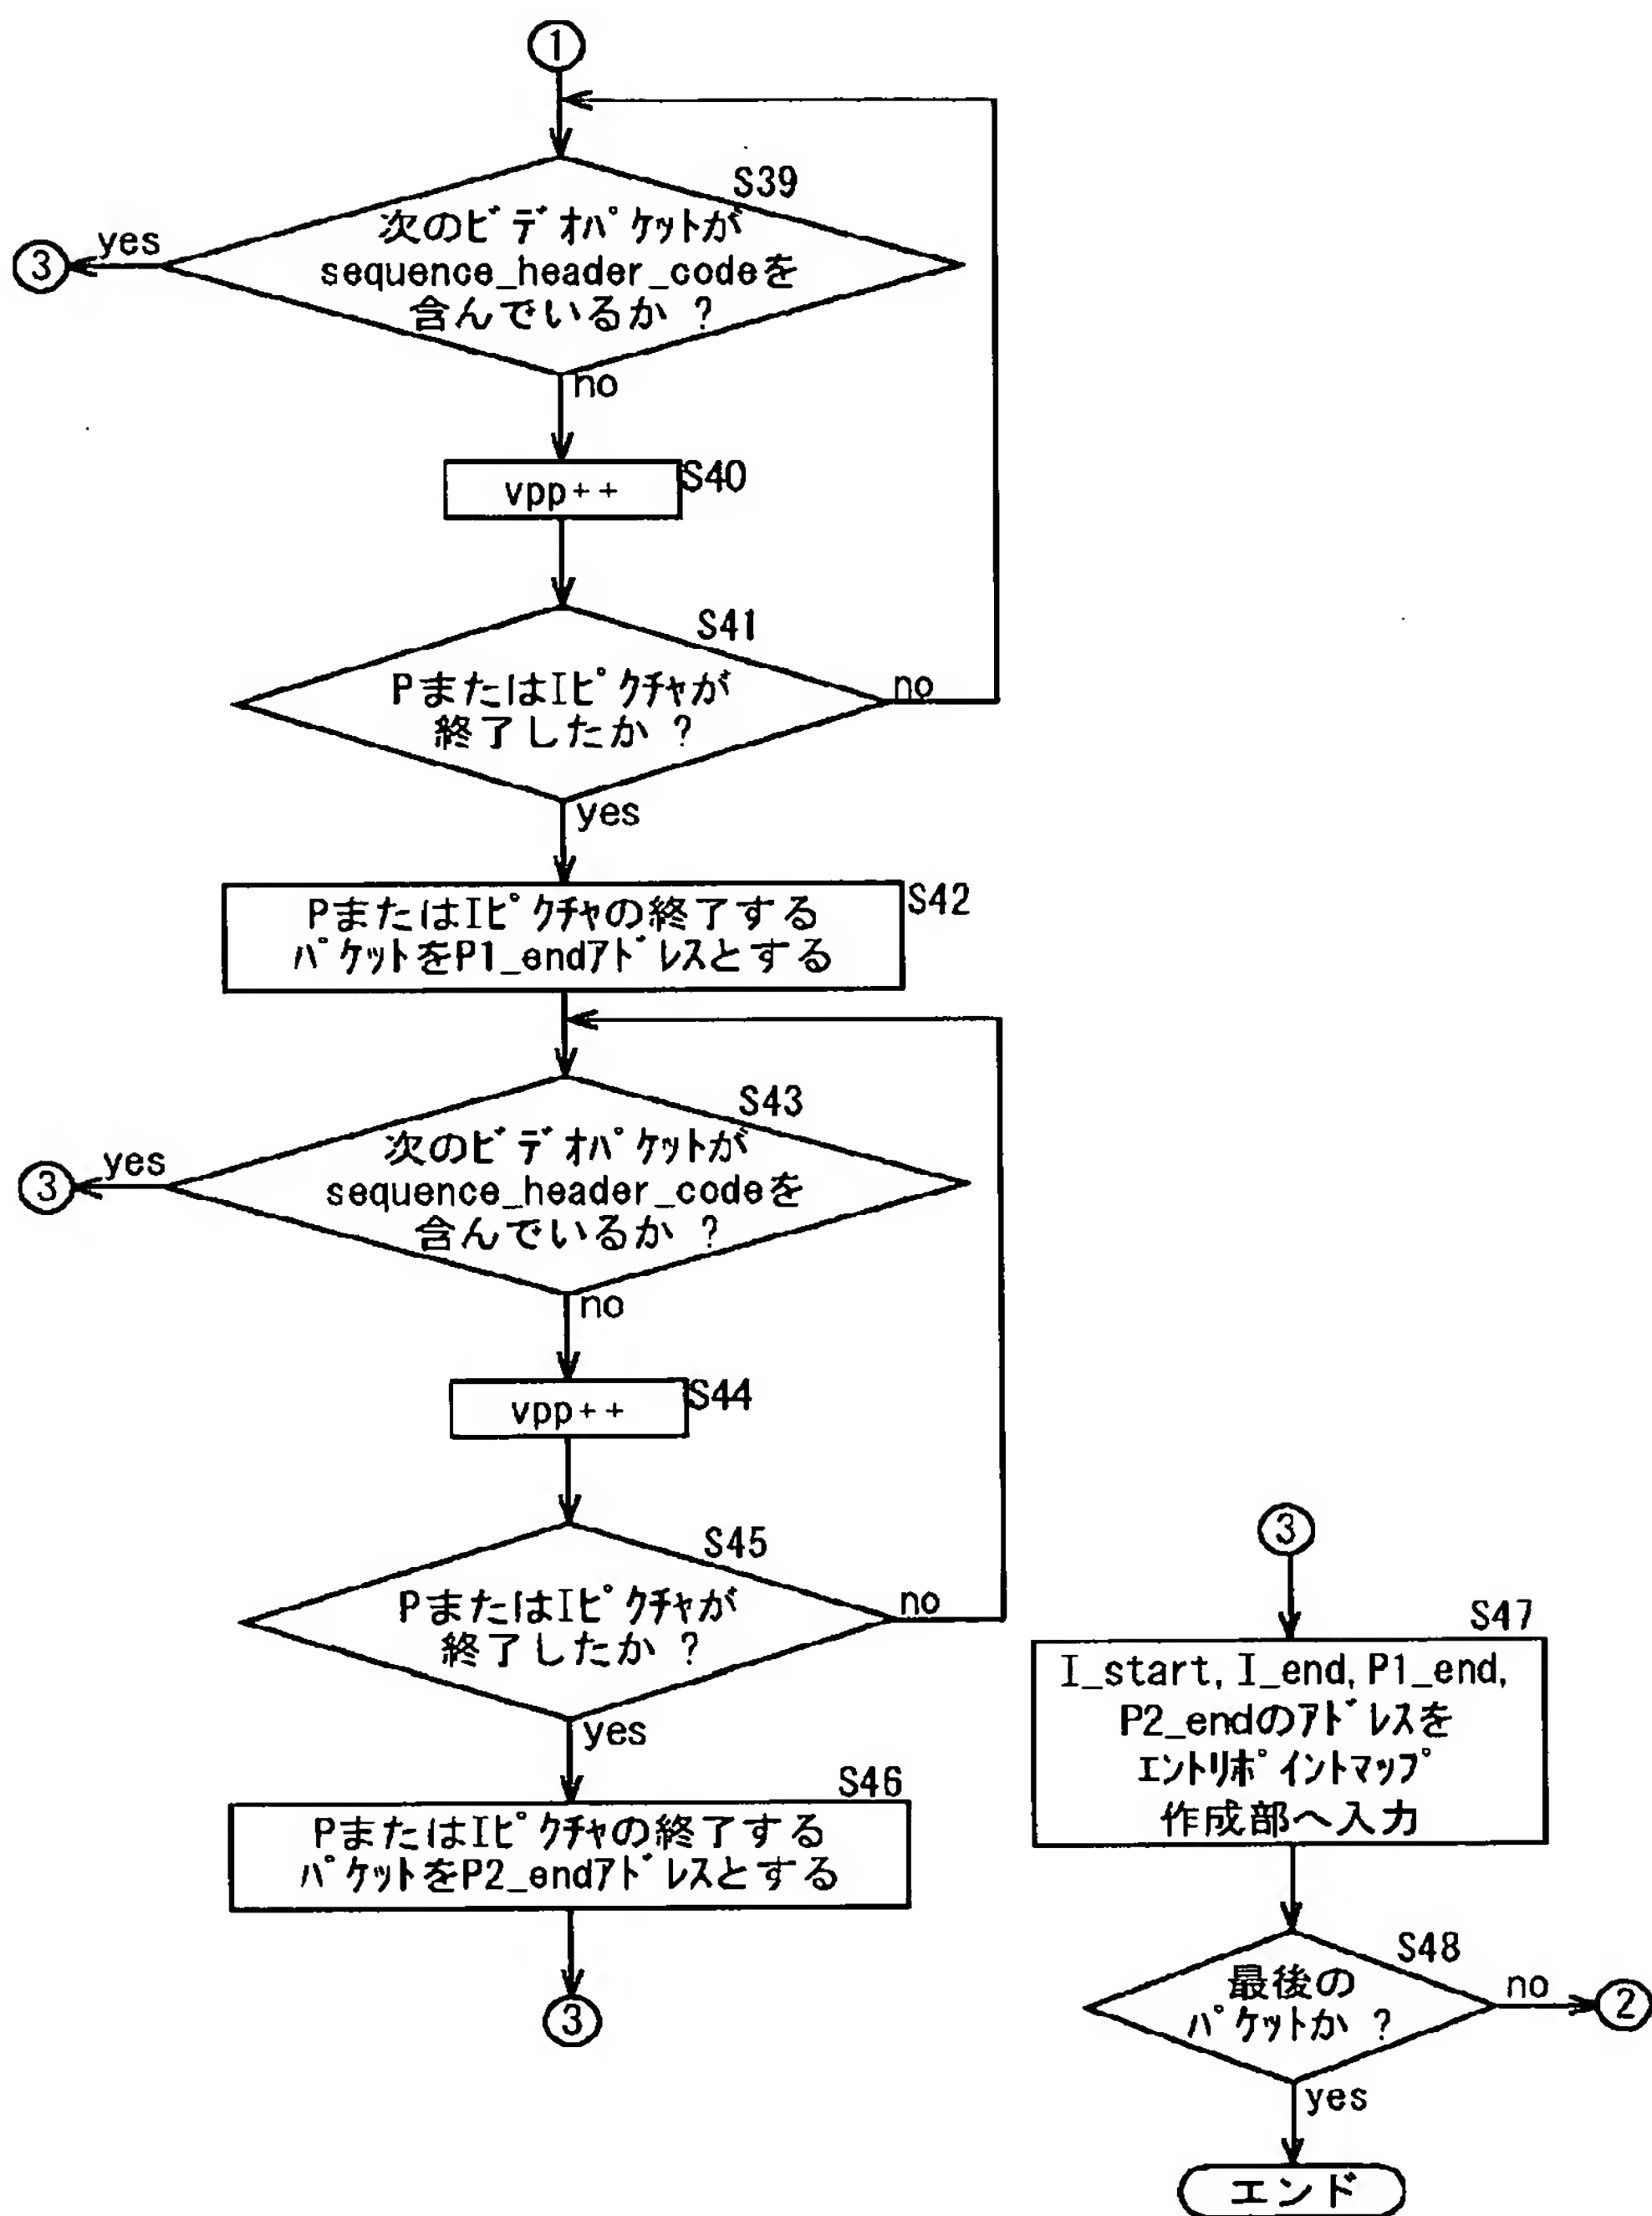 ①
S39
次のビデオパケットが
sequence_header_codeを
含んでいるか ?
yes
③
no
vpp++
S40
S41
PまたはIピクチャが
終了したか ?
no
yes
S42
PまたはIピクチャの終了する
パケットをP1_endアドレスとする
S43
次のビデオパケットが
sequence_header_codeを
含んでいるか ?
yes
③
no
vpp++
S44
S45
PまたはIピクチャが
終了したか ?
no
yes
S46
PまたはIピクチャの終了する
パケットをP2_endアドレスとする
③
③
S47
I_start, I_end, P1_end,
P2_endのアドレスを
エントリポイントマップ
作成部へ入力
S48
最後の
パケットか ?
no
②
yes
エンド